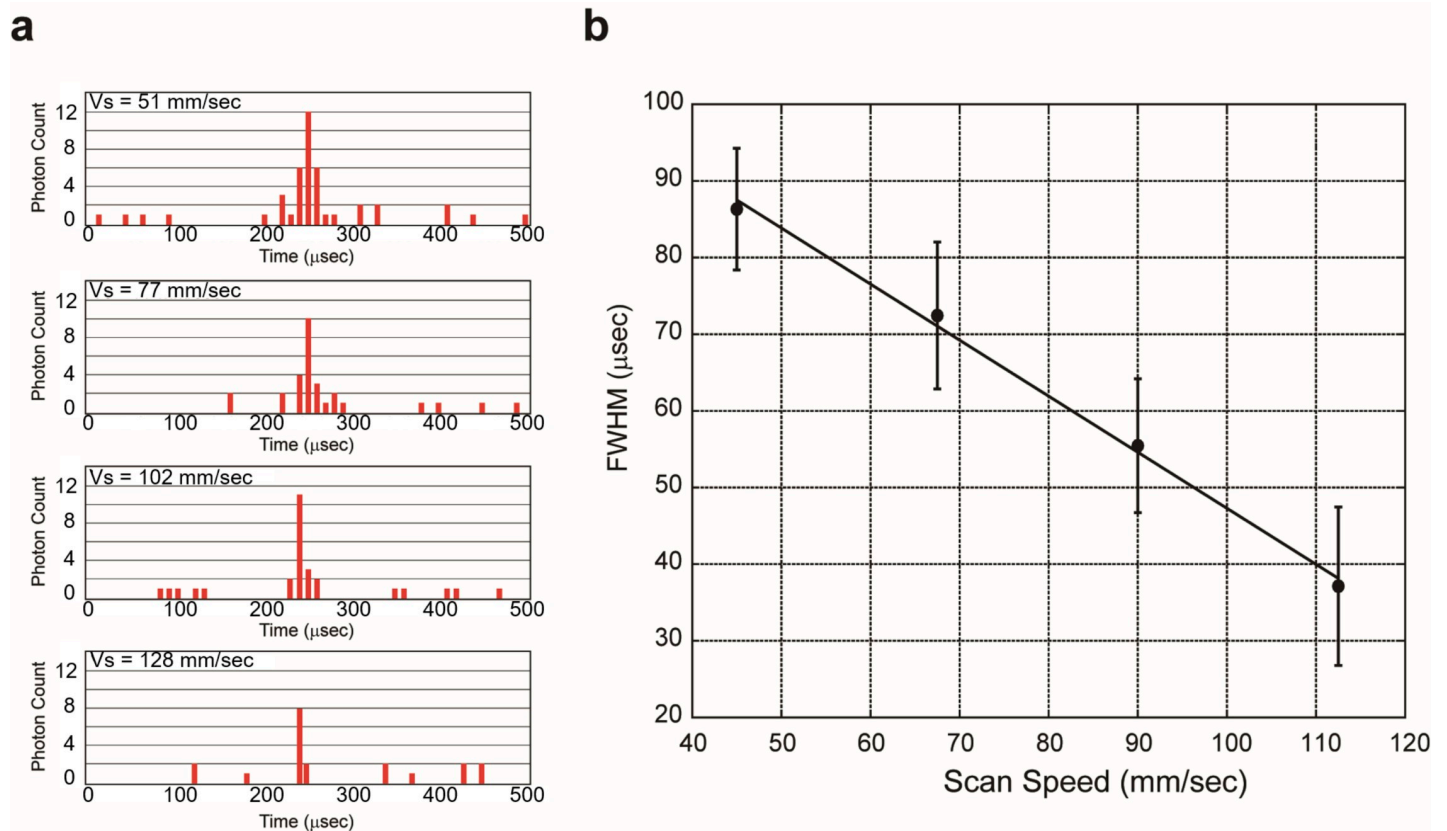 a
Vs = 51 mm/sec
Photon Count
12
8
4
0
0 100 200 300 400 500
Time (μsec)
Vs = 77 mm/sec
Photon Count
12
8
4
0
0 100 200 300 400 500
Time (μsec)
Vs = 102 mm/sec
Photon Count
12
8
4
0
0 100 200 300 400 500
Time (μsec)
Vs = 128 mm/sec
Photon Count
12
8
4
0
0 100 200 300 400 500
Time (μsec)
b
FWHM (μsec)
100
90
80
70
60
50
40
30
20
40 50 60 70 80 90 100 110 120
Scan Speed (mm/sec)